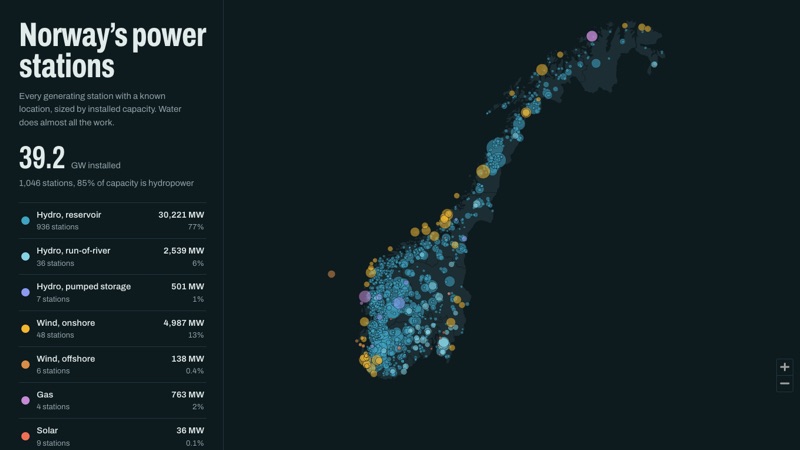 Norway's power
stations
Every generating station with a known
location, sized by installed capacity. Water
does almost all the work.
39.2 GW installed
1,046 stations, 85% of capacity is hydropower
Hydro, reservoir 30,221 MW
936 stations 77%
Hydro, run-of-river 2,539 MW
36 stations 6%
Hydro, pumped storage 501 MW
7 stations 1%
Wind, onshore 4,987 MW
48 stations 13%
Wind, offshore 138 MW
6 stations 0.4%
Gas 763 MW
4 stations 2%
Solar 36 MW
9 stations 0.1%
+
−